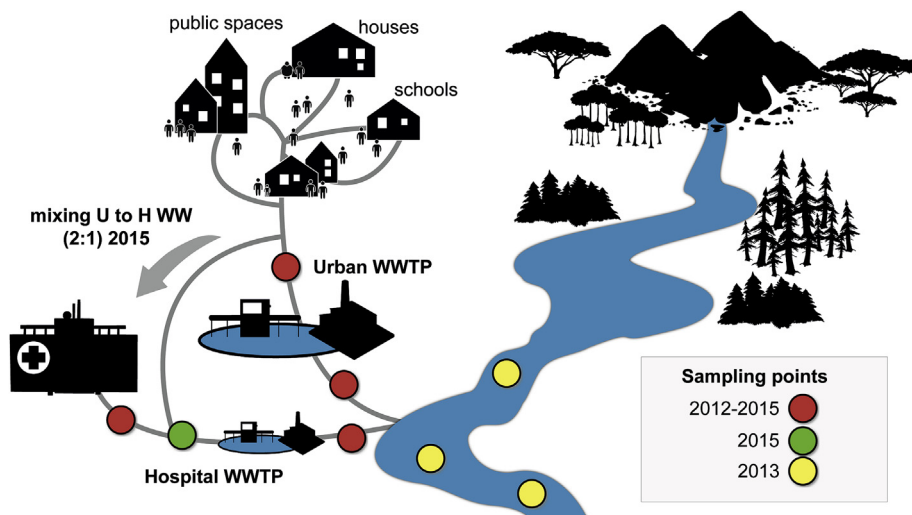 public spaces
houses
schools
mixing U to H WW
(2:1) 2015
Urban WWTP
Hospital WWTP
Sampling points
2012-2015
2015
2013